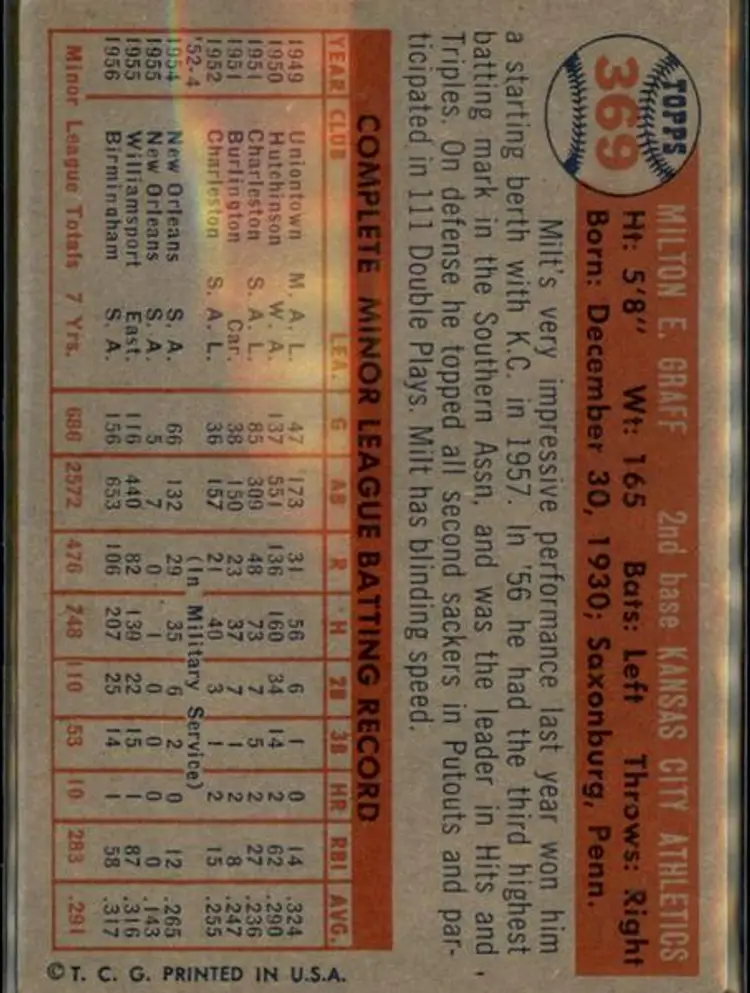 TOPPS
369
MILTON E. GRAFF 2nd base KANSAS CITY ATHLETICS
Ht: 5'8" Wt: 165 Bats: Left Throws: Right
Born: December 30, 1930; Saxonburg, Penn.
Milt's very impressive performance last year won him
a starting berth with K.C. in 1957. In '56 he had the third highest
batting mark in the Southern Assn. and was the leader in Hits and
Triples. On defense he topped all second sackers in Putouts and par-
ticipated in 111 Double Plays. Milt has blinding speed.
COMPLETE MINOR LEAGUE BATTING RECORD
YEAR CLUB LEA. G AB R H 2B 3B HR RBI AVG.
1949 Uniontown M. A. L. 47 173 31 56 6 1 0 14 .324
1950 Hutchinson W. A. 137 551 136 160 34 14 2 62 .290
1951 Charleston S. A. L. 85 309 48 73 7 5 2 27 .236
1951 Burlington Car. 38 150 23 37 7 1 2 8 .247
1952 Charleston S. A. L. 36 157 21 40 3 1 2 15 .255
'52-4 (In Military Service)
1954 New Orleans S. A. 66 132 29 35 6 2 0 12 .265
1955 New Orleans S. A. 5 7 0 1 0 0 0 0 .143
1955 Williamsport East. 116 440 82 139 22 15 1 87 .316
1956 Birmingham S. A. 156 653 106 207 25 14 1 58 .317
Minor League Totals 7 Yrs. 686 2572 476 748 110 53 10 283 .291
© T. C. G. PRINTED IN U.S.A.